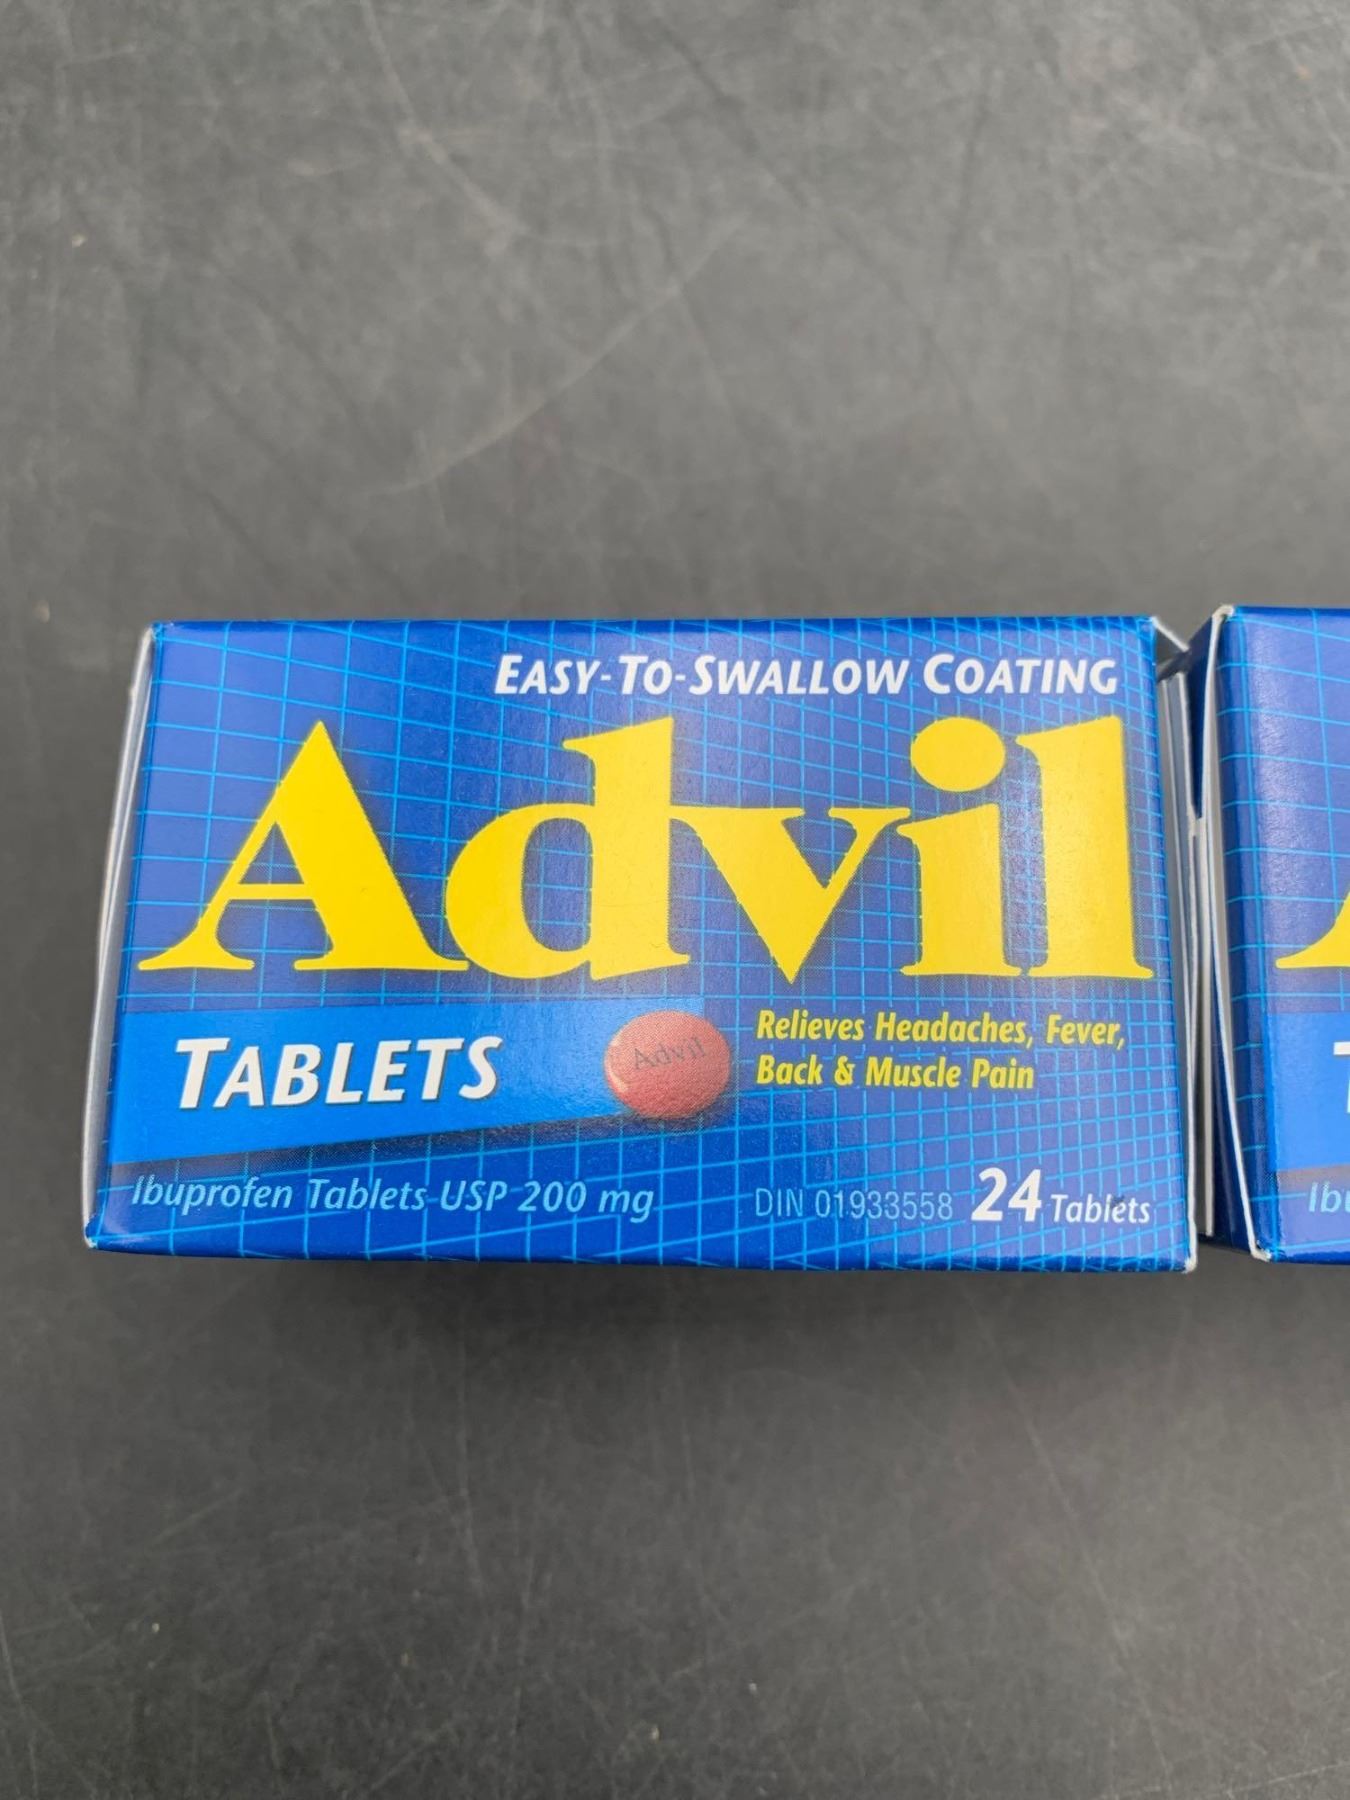 EASY-TO-SWALLOW COATING
Advil
TABLETS
Advil
Relieves Headaches, Fever,
Back & Muscle Pain
Ibuprofen Tablets USP 200 mg
DIN 01933558 24 Tablets